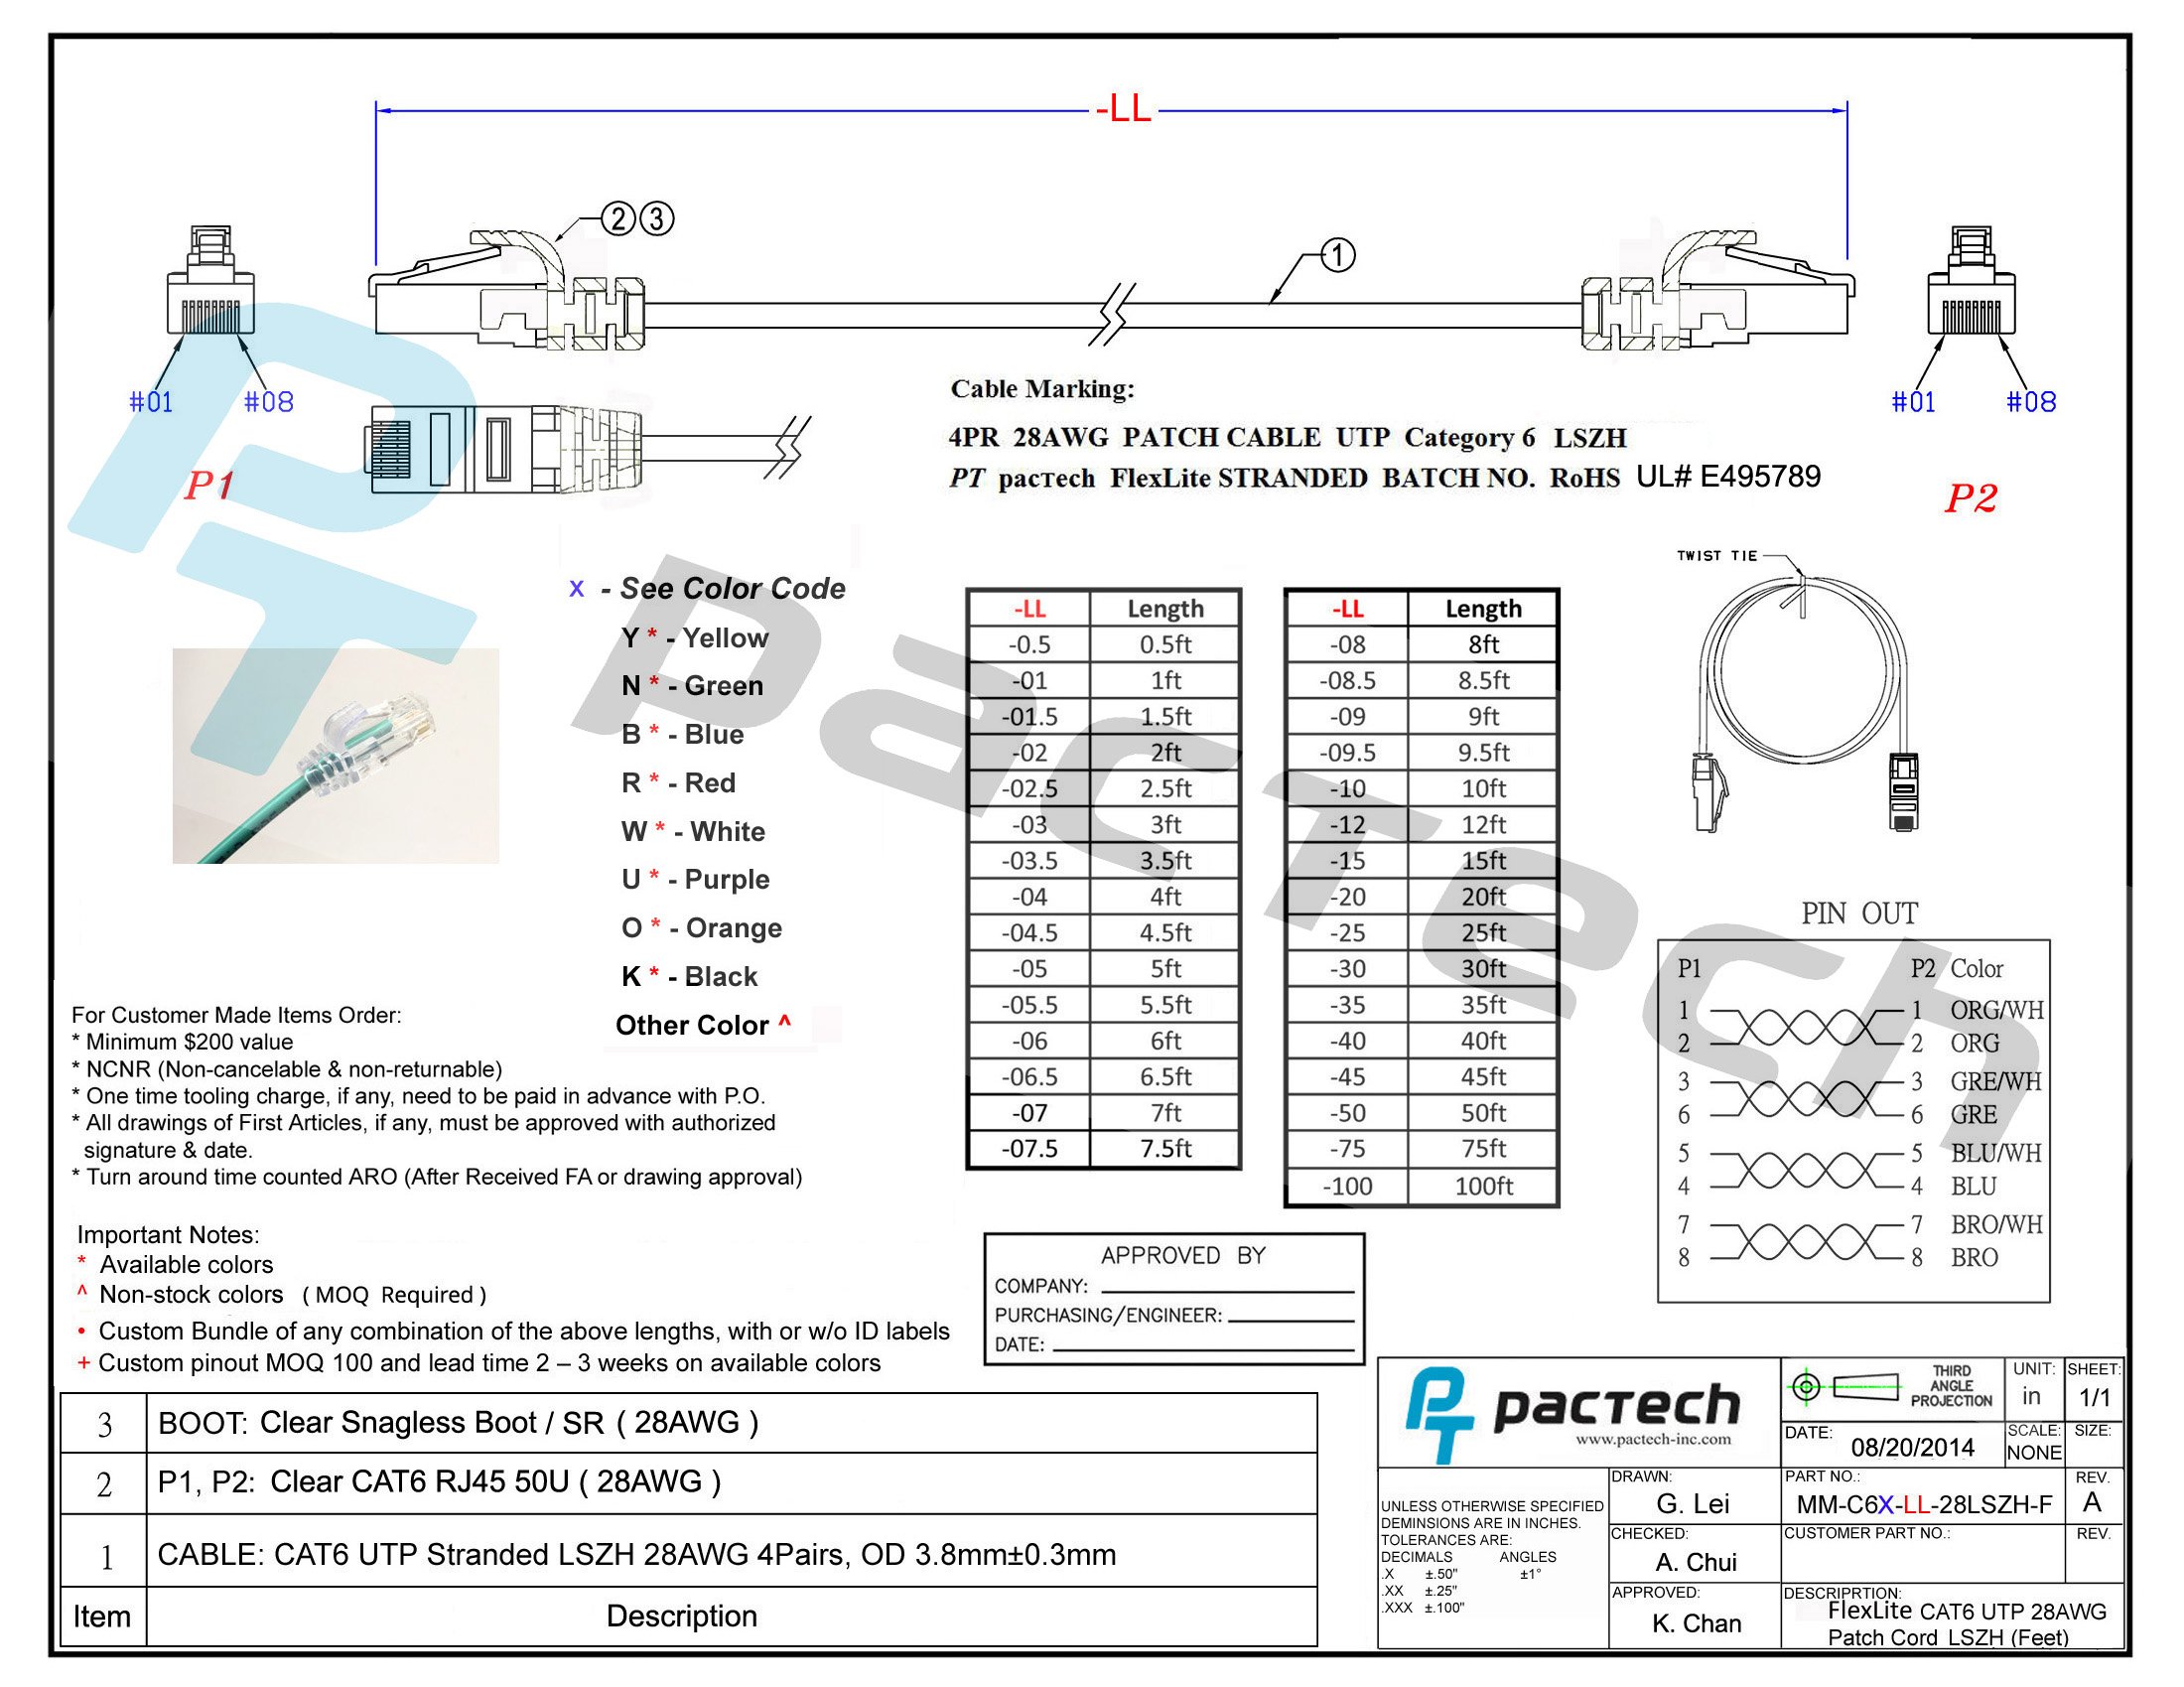 -LL
2 3
1
#01 #08
#01 #08
P1
P2
Cable Marking:
4PR 28AWG PATCH CABLE UTP Category 6 LSZH
PT pacTech FlexLite STRANDED BATCH NO. RoHS UL# E495789
TWIST TIE
x - See Color Code
Y * - Yellow
N * - Green
B * - Blue
R * - Red
W * - White
U * - Purple
O * - Orange
K * - Black
Other Color ^
-LL Length
-0.5 0.5ft
-01 1ft
-01.5 1.5ft
-02 2ft
-02.5 2.5ft
-03 3ft
-03.5 3.5ft
-04 4ft
-04.5 4.5ft
-05 5ft
-05.5 5.5ft
-06 6ft
-06.5 6.5ft
-07 7ft
-07.5 7.5ft
-LL Length
-08 8ft
-08.5 8.5ft
-09 9ft
-09.5 9.5ft
-10 10ft
-12 12ft
-15 15ft
-20 20ft
-25 25ft
-30 30ft
-35 35ft
-40 40ft
-45 45ft
-50 50ft
-75 75ft
-100 100ft
PT pacTech
PIN OUT
P1 P2 Color
1 1 ORG/WH
2 2 ORG
3 3 GRE/WH
6 6 GRE
5 5 BLU/WH
4 4 BLU
7 7 BRO/WH
8 8 BRO
For Customer Made Items Order:
* Minimum $200 value
* NCNR (Non-cancelable & non-returnable)
* One time tooling charge, if any, need to be paid in advance with P.O.
* All drawings of First Articles, if any, must be approved with authorized
signature & date.
* Turn around time counted ARO (After Received FA or drawing approval)
Important Notes:
* Available colors
^ Non-stock colors ( MOQ Required )
• Custom Bundle of any combination of the above lengths, with or w/o ID labels
+ Custom pinout MOQ 100 and lead time 2 – 3 weeks on available colors
APPROVED BY
COMPANY:
PURCHASING/ENGINEER:
DATE:
3 BOOT: Clear Snagless Boot / SR ( 28AWG )
2 P1, P2: Clear CAT6 RJ45 50U ( 28AWG )
1 CABLE: CAT6 UTP Stranded LSZH 28AWG 4Pairs, OD 3.8mm±0.3mm
Item Description
PT pacTech
www.pactech-inc.com
THIRD
ANGLE
PROJECTION
UNIT:
in
SHEET:
1/1
DATE:
08/20/2014
SCALE:
NONE
SIZE:
UNLESS OTHERWISE SPECIFIED
DEMINSIONS ARE IN INCHES.
TOLERANCES ARE:
DECIMALS ANGLES
.X ±.50" ±1°
.XX ±.25"
.XXX ±.100"
DRAWN:
G. Lei
CHECKED:
A. Chui
APPROVED:
K. Chan
PART NO.:
MM-C6X-LL-28LSZH-F
REV.
A
CUSTOMER PART NO.:
REV.
DESCRIPRTION:
FlexLite CAT6 UTP 28AWG
Patch Cord LSZH (Feet)